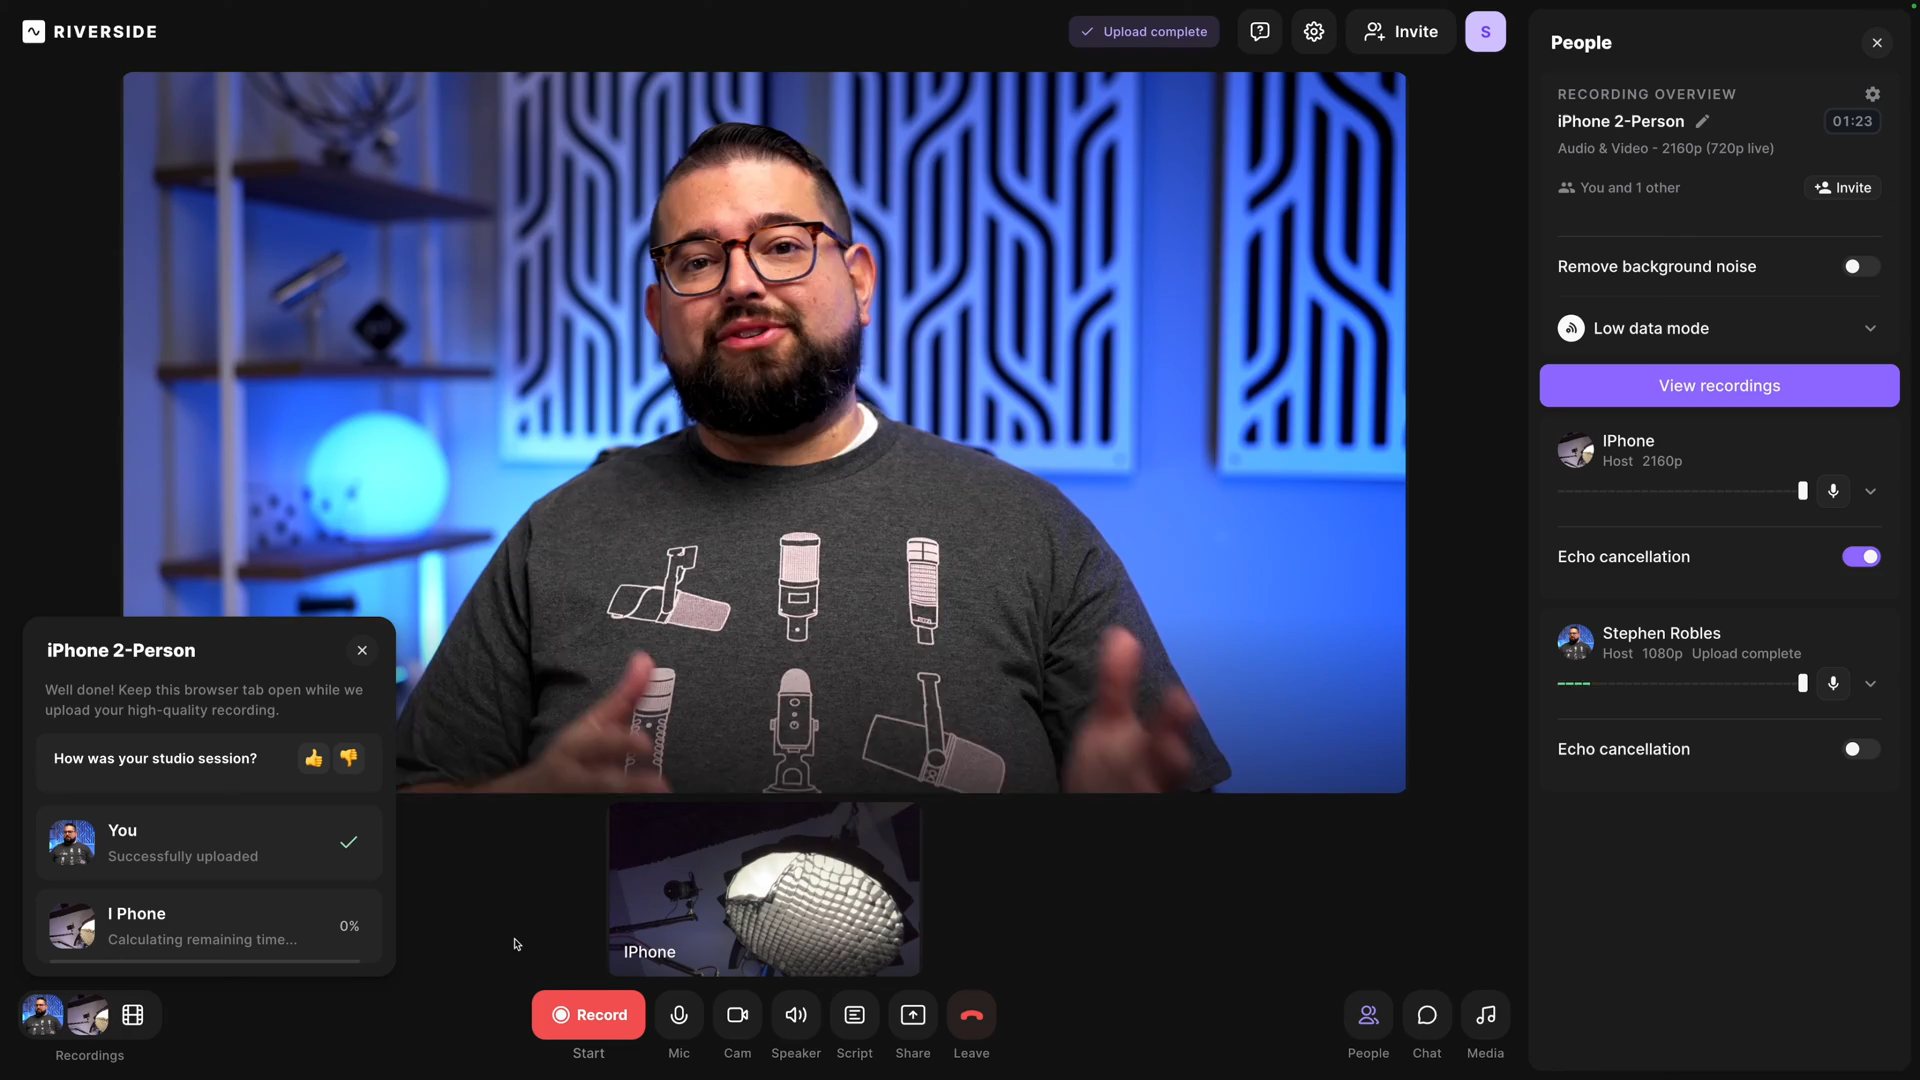 RIVERSIDE
Upload complete
Invite
S
People
RECORDING OVERVIEW
iPhone 2-Person
01:23
Audio & Video - 2160p (720p live)
You and 1 other
Invite
Remove background noise
Low data mode
View recordings
IPhone
Host 2160p
Echo cancellation
Stephen Robles
Host 1080p Upload complete
Echo cancellation
iPhone 2-Person
Well done! Keep this browser tab open while we
upload your high-quality recording.
How was your studio session?
You
Successfully uploaded
I Phone
Calculating remaining time...
0%
IPhone
Recordings
Record
Start
Mic
Cam
Speaker
Script
Share
Leave
People
Chat
Media